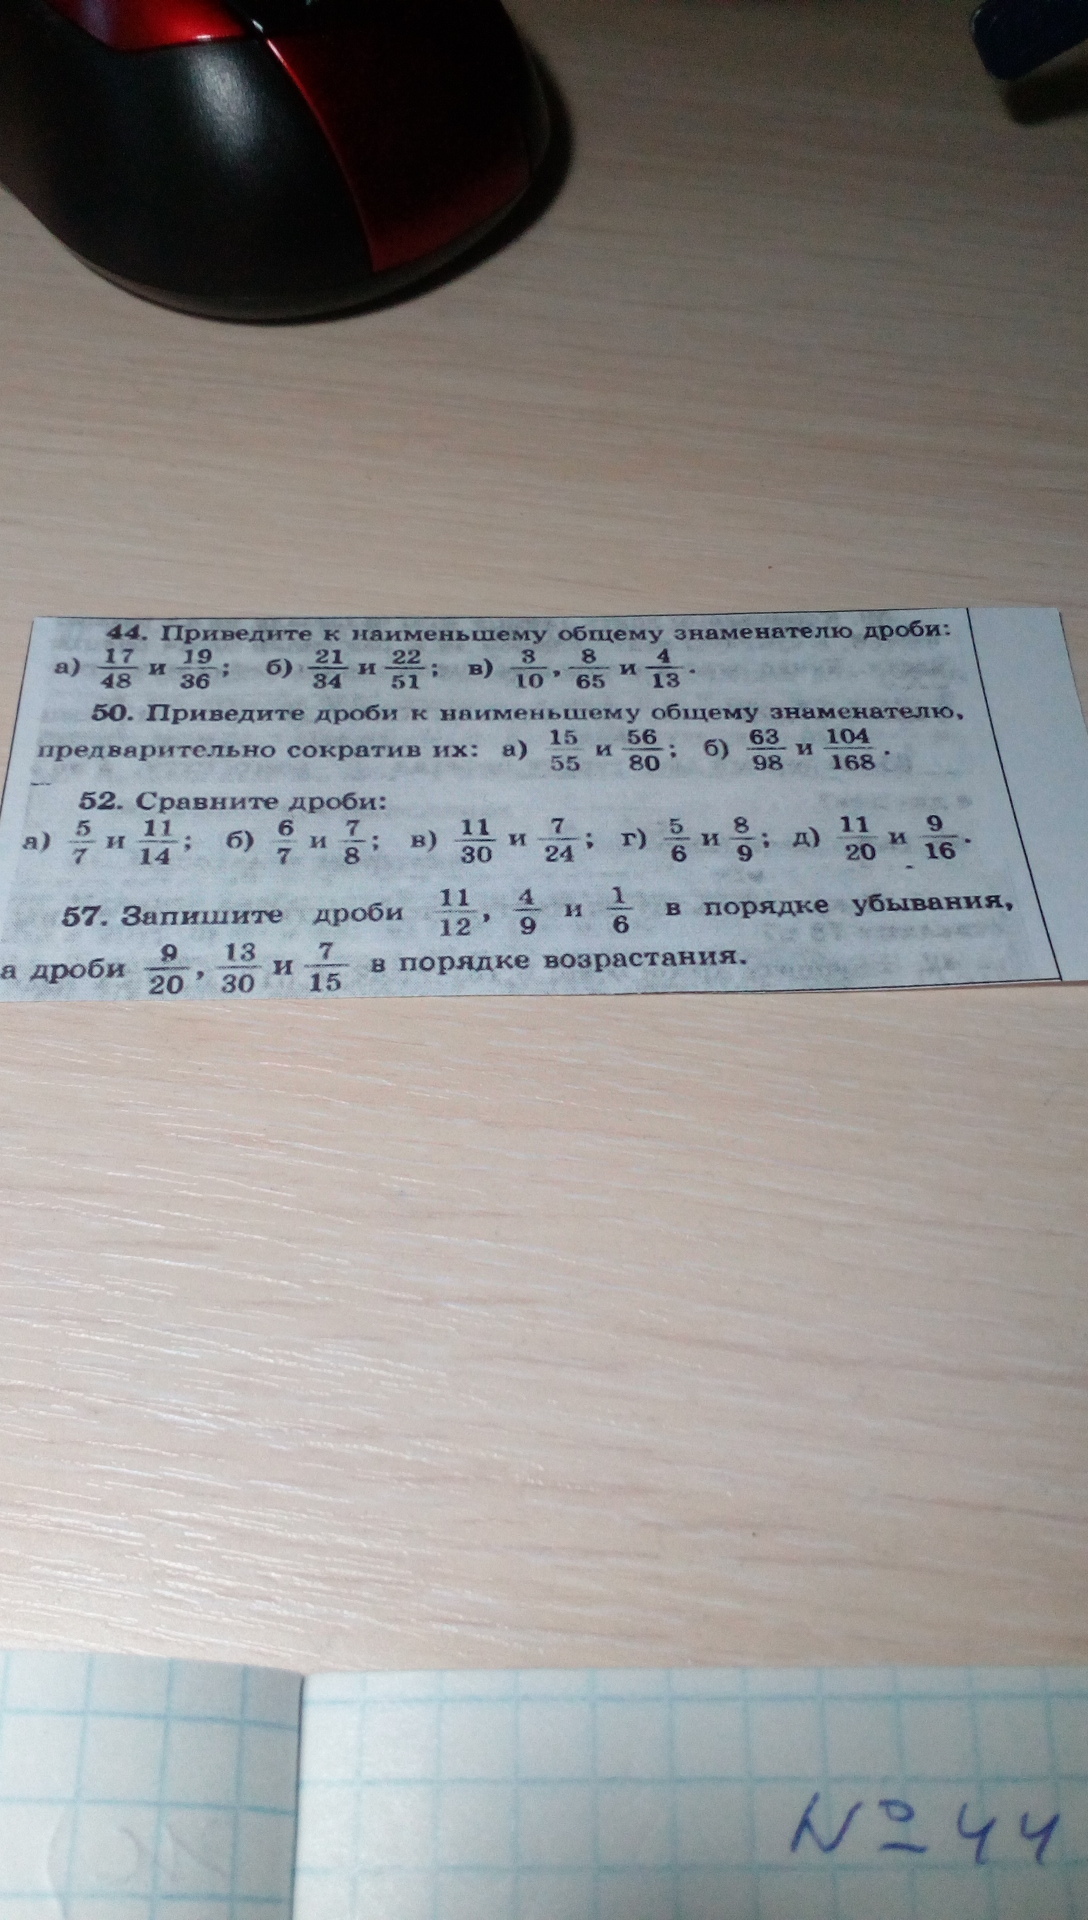 44. Приведите к наименьшему общему знаменателю дроби:
а) 17/48 и 19/36; б) 21/34 и 22/51; в) 3/10, 8/65 и 4/13.
50. Приведите дроби к наименьшему общему знаменателю,
предварительно сократив их: а) 15/55 и 56/80; б) 63/98 и 104/168.
52. Сравните дроби:
а) 5/7 и 11/14; б) 6/7 и 7/8; в) 11/30 и 7/24; г) 5/6 и 8/9; д) 11/20 и 9/16.
57. Запишите дроби 11/12, 4/9 и 1/6 в порядке убывания,
а дроби 9/20, 13/30 и 7/15 в порядке возрастания.
№44